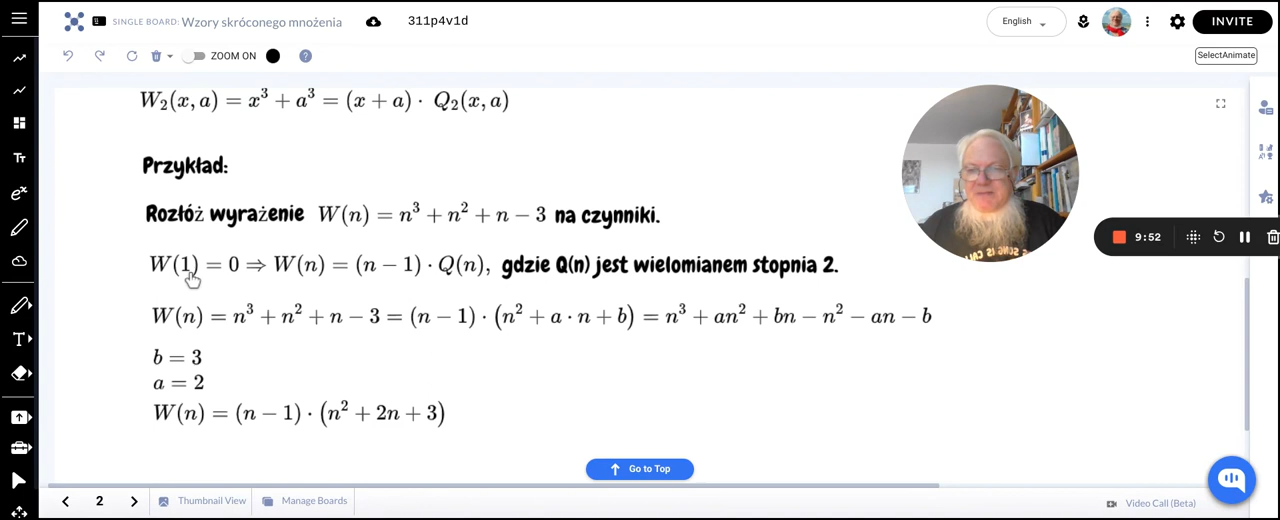 SINGLE BOARD: Wzory skróconego mnożenia 311p4v1d English INVITE
ZOOM ON SelectAnimate
W₂(x, a) = x³ + a³ = (x + a) · Q₂(x, a)
Przykład:
Rozłóż wyrażenie W(n) = n³ + n² + n − 3 na czynniki.
9:52
W(1) = 0 ⇒ W(n) = (n − 1) · Q(n), gdzie Q(n) jest wielomianem stopnia 2.
W(n) = n³ + n² + n − 3 = (n − 1) · (n² + a · n + b) = n³ + an² + bn − n² − an − b
b = 3
a = 2
W(n) = (n − 1) · (n² + 2n + 3)
Go to Top
2 Thumbnail View Manage Boards Video Call (Beta)